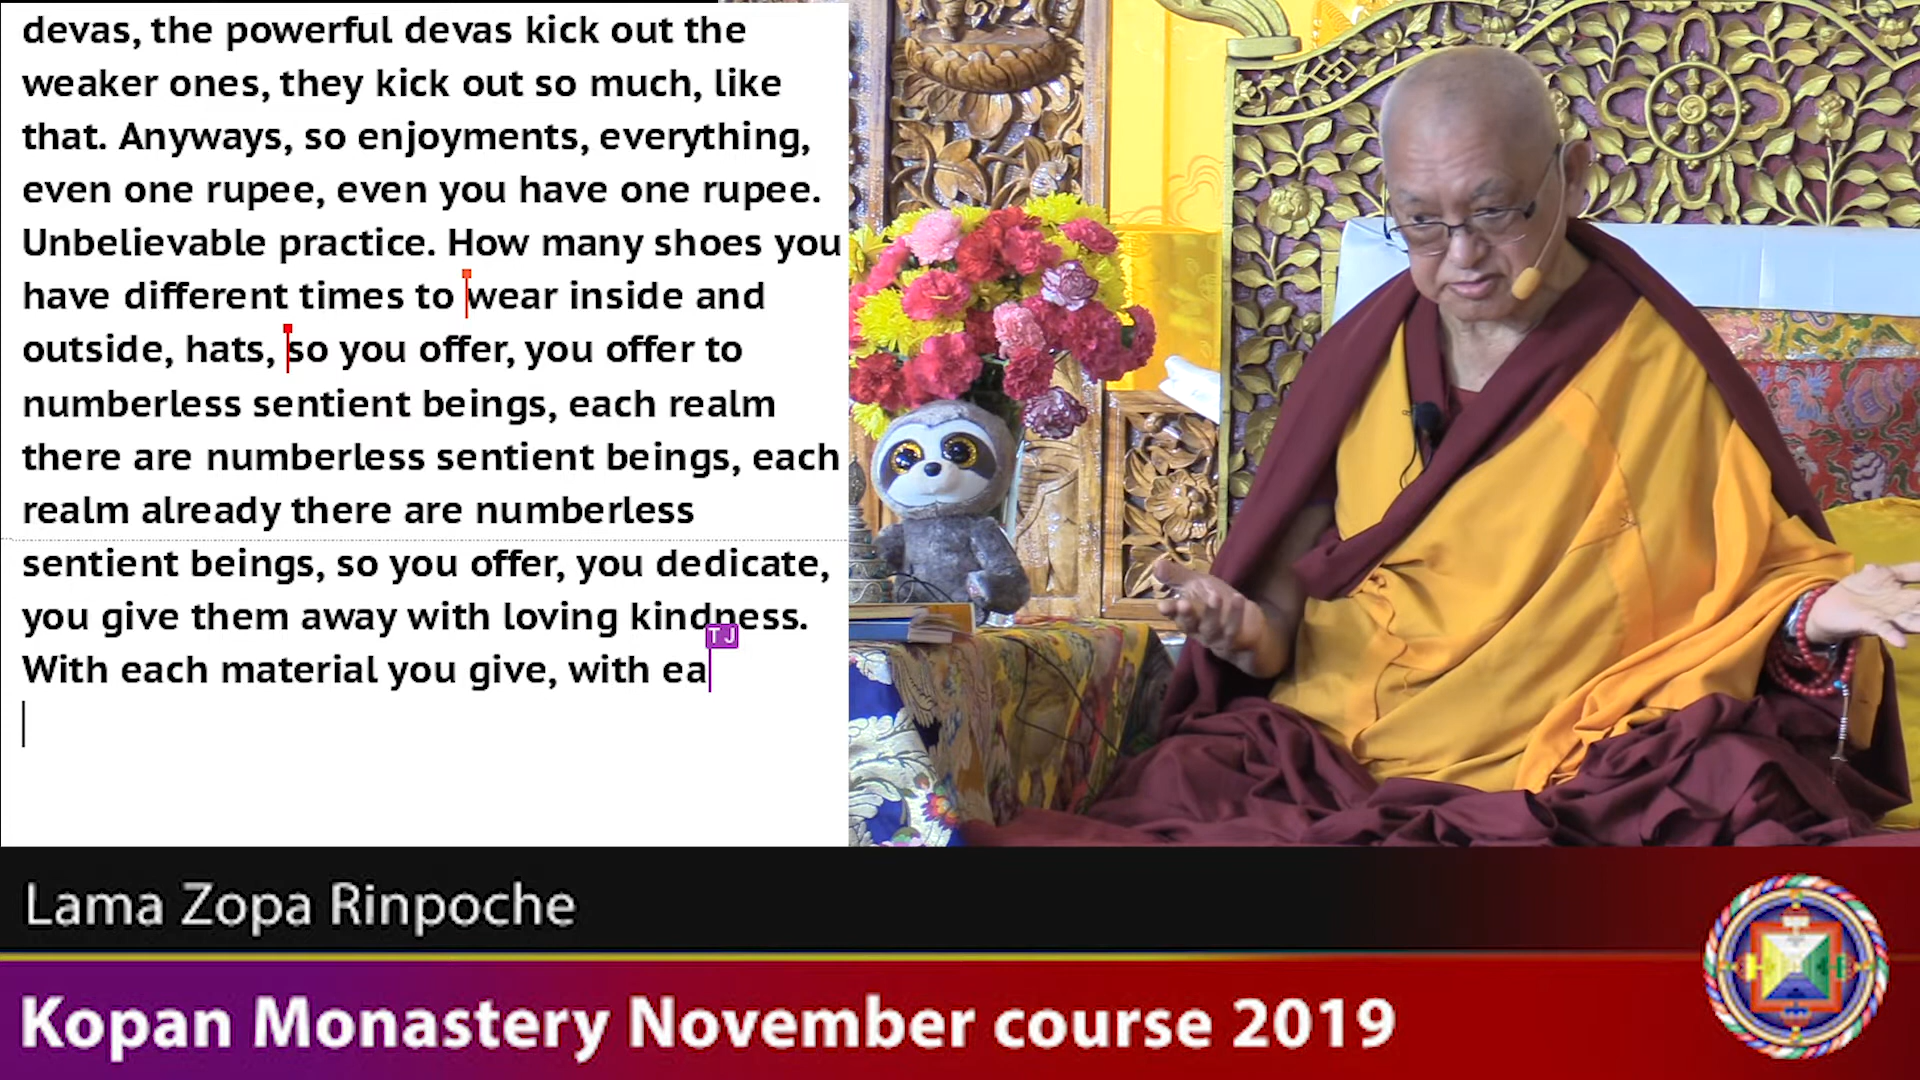 devas, the powerful devas kick out the
weaker ones, they kick out so much, like
that. Anyways, so enjoyments, everything,
even one rupee, even you have one rupee.
Unbelievable practice. How many shoes you
have different times to wear inside and
outside, hats, so you offer, you offer to
numberless sentient beings, each realm
there are numberless sentient beings, each
realm already there are numberless
sentient beings, so you offer, you dedicate,
you give them away with loving kindness.
TJ
With each material you give, with ea
Lama Zopa Rinpoche
Kopan Monastery November course 2019